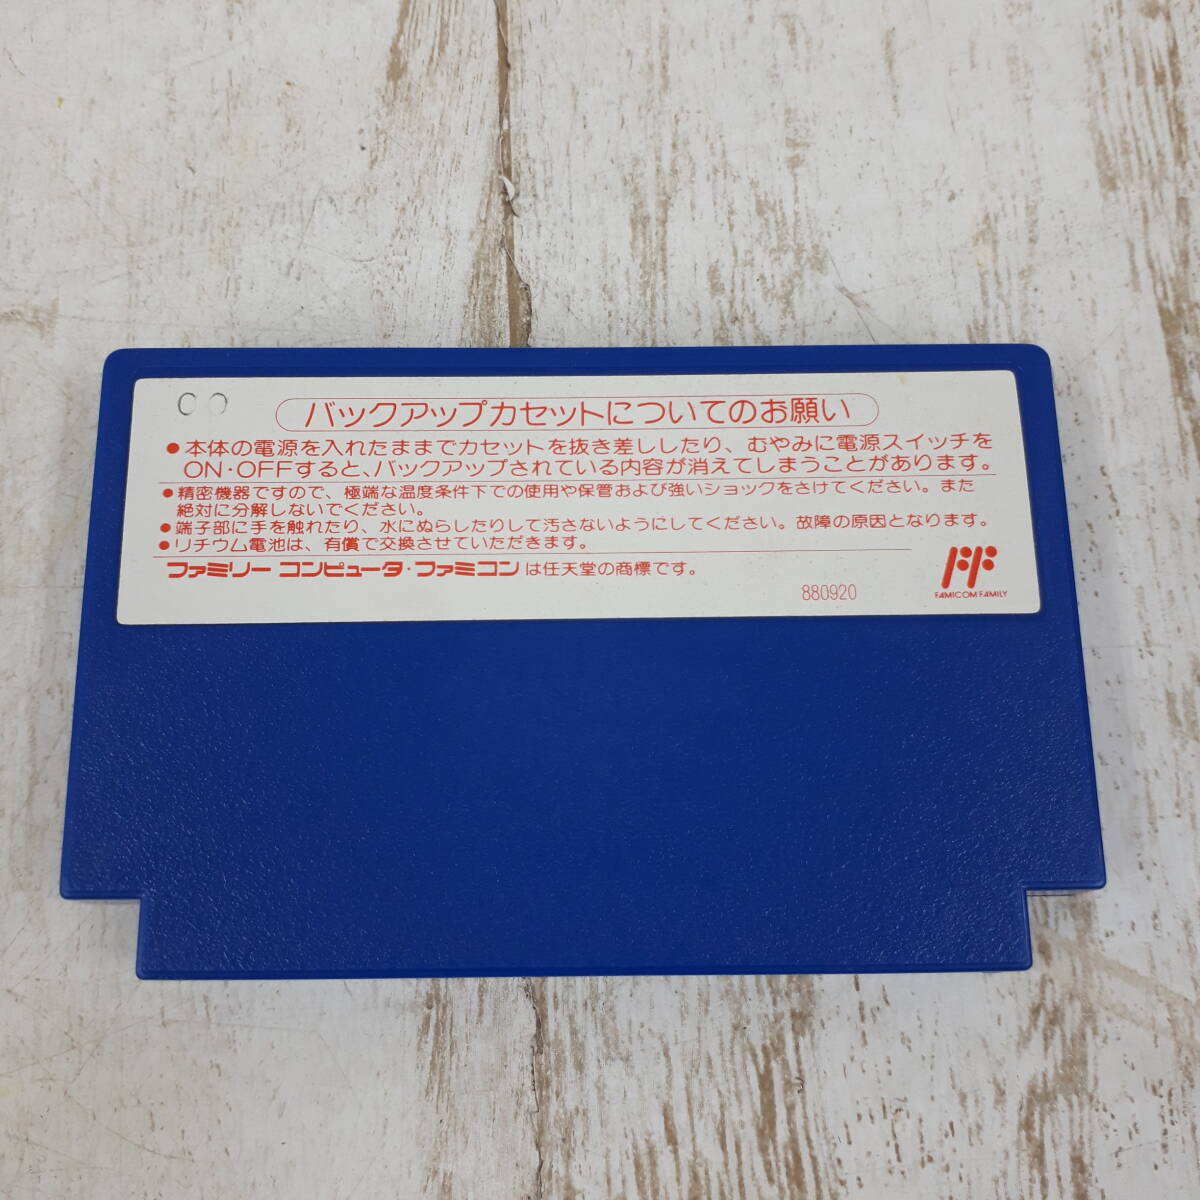 バックアップカセットについてのお願い
●本体の電源を入れたままでカセットを抜き差ししたり、むやみに電源スイッチを
ON・OFFすると、バックアップされている内容が消えてしまうことがあります。
●精密機器ですので、極端な温度条件下での使用や保管および強いショックをさけてください。また
絶対に分解しないでください。
●端子部に手を触れたり、水にぬらしたりして汚さないようにしてください。故障の原因となります。
●リチウム電池は、有償で交換させていただきます。
ファミリー コンピュータ・ファミコンは任天堂の商標です。
880920
FAMICOM FAMILY